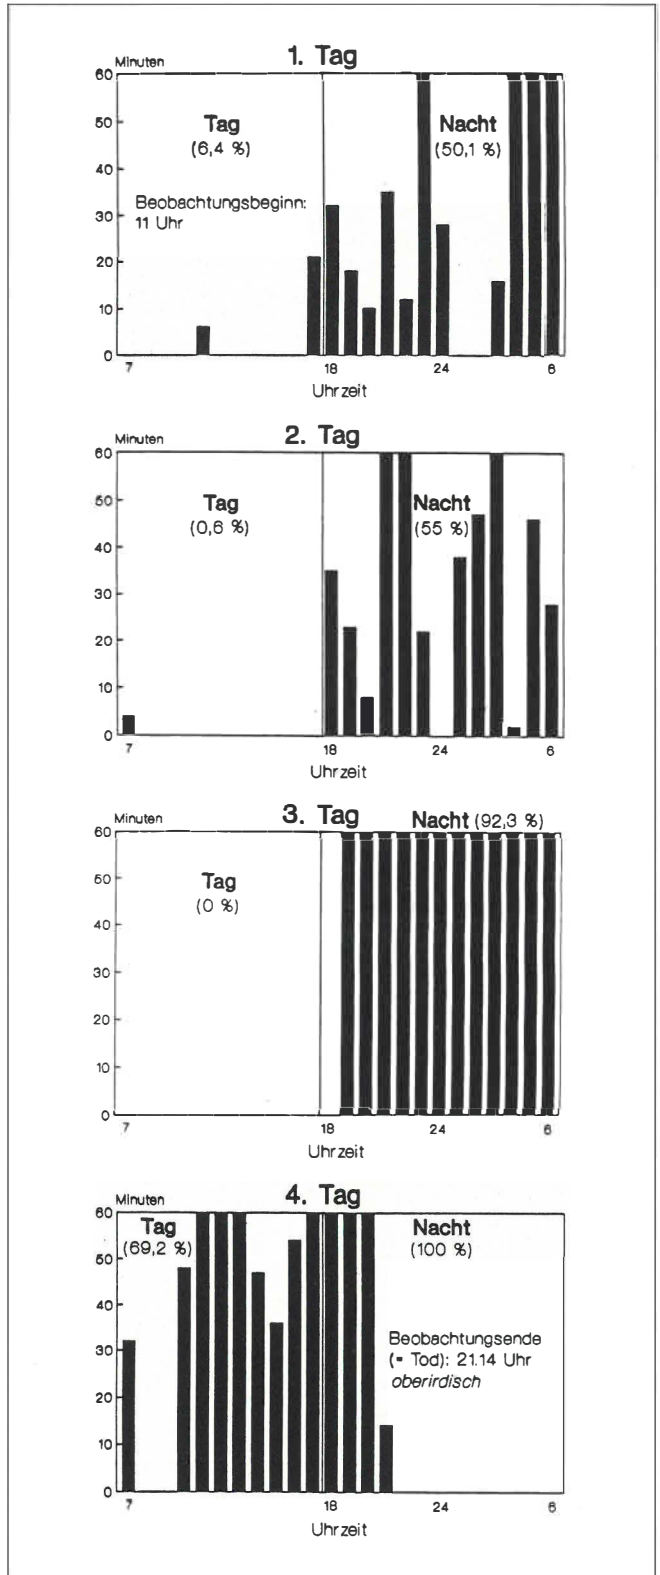 1. Tag
Minuten
60
50
40
30
20
10
0
Tag
(6,4 %)
Nacht
(50,1 %)
Beobachtungsbeginn:
11 Uhr
7 18 24 6
Uhrzeit
2. Tag
Minuten
60
50
40
30
20
10
0
Tag
(0,6 %)
Nacht
(55 %)
7 18 24 6
Uhrzeit
3. Tag
Minuten
Nacht (92,3 %)
60
50
40
30
20
10
0
Tag
(0 %)
7 18 24 6
Uhrzeit
4. Tag
Minuten
60
50
40
30
20
10
0
Tag
(69,2 %)
Nacht
(100 %)
Beobachtungsende
(= Tod): 21.14 Uhr
oberirdisch
7 18 24 6
Uhrzeit